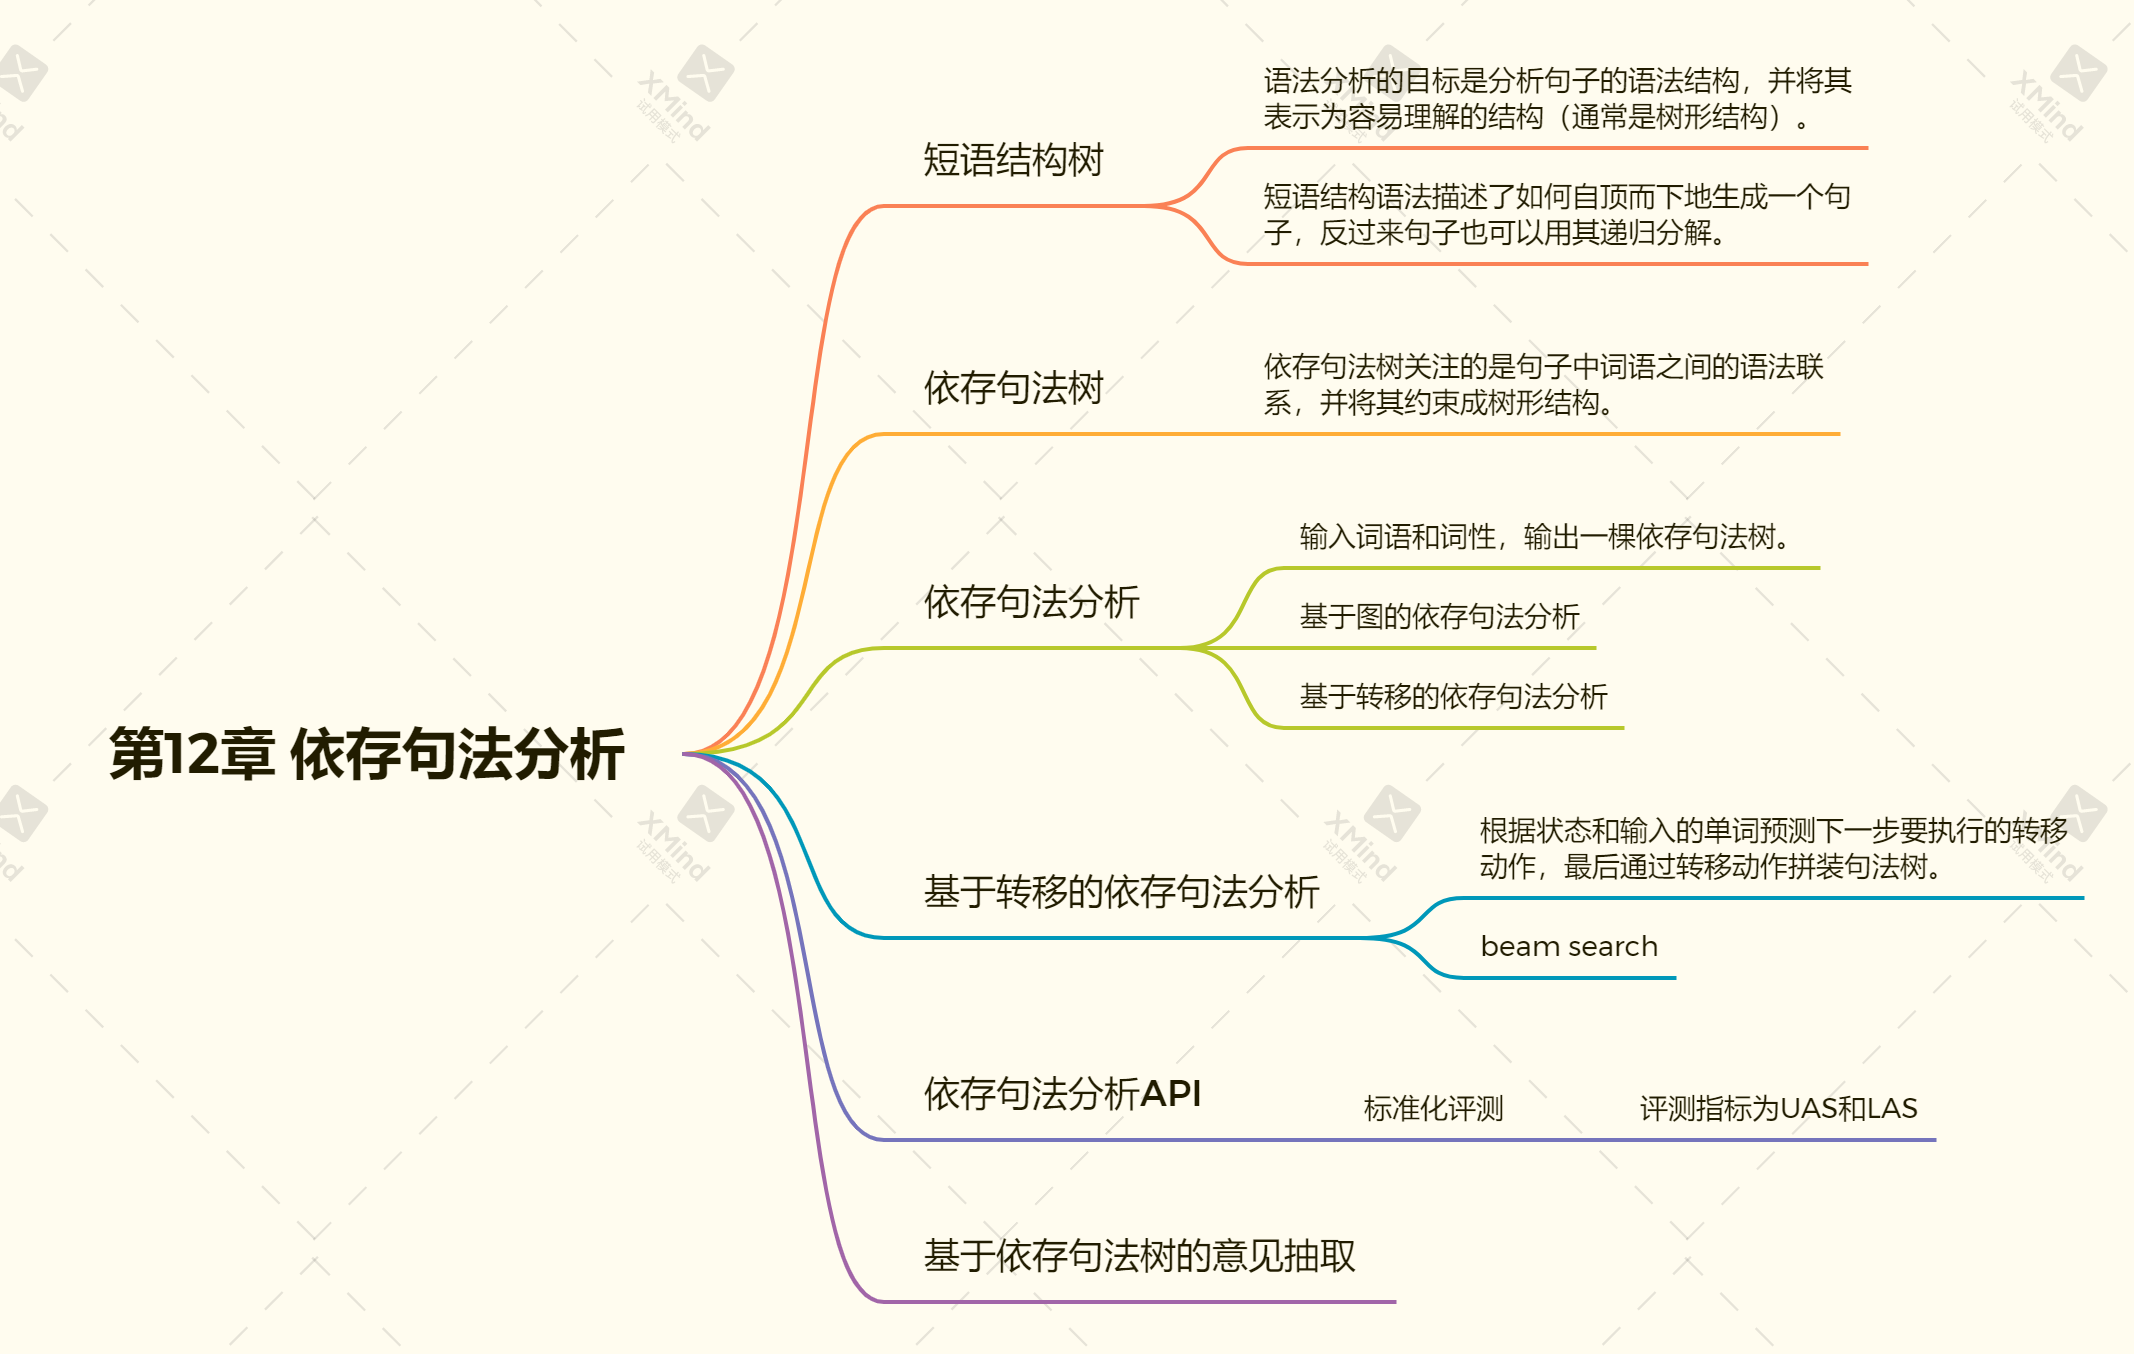 语法分析的目标是分析句子的语法结构，并将其
表示为容易理解的结构（通常是树形结构）。
短语结构树
短语结构语法描述了如何自顶而下地生成一个句
子，反过来句子也可以用其递归分解。
依存句法树
依存句法树关注的是句子中词语之间的语法联
系，并将其约束成树形结构。
输入词语和词性，输出一棵依存句法树。
依存句法分析
基于图的依存句法分析
基于转移的依存句法分析
第12章 依存句法分析
根据状态和输入的单词预测下一步要执行的转移
动作，最后通过转移动作拼装句法树。
基于转移的依存句法分析
beam search
依存句法分析API
标准化评测
评测指标为UAS和LAS
基于依存句法树的意见抽取
XMind
试用模式
XMind
试用模式
XMind
试用模式
XMind
试用模式
XMind
试用模式
XMind
试用模式